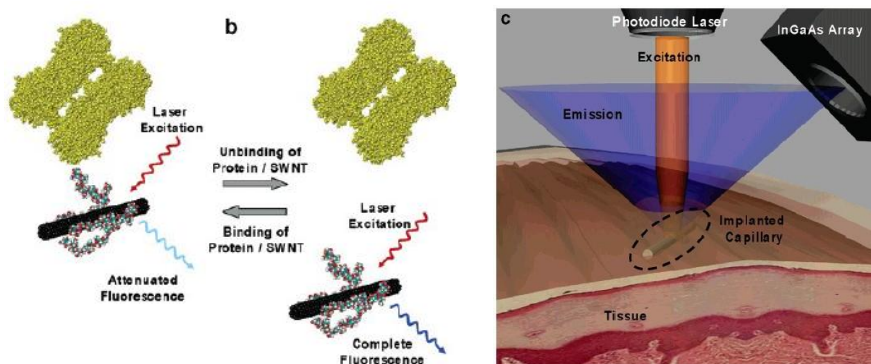 b
Laser
Excitation
Unbinding of
Protein / SWNT
Binding of
Protein / SWNT
Attenuated
Fluorescence
Laser
Excitation
Complete
Fluorescence
c
Photodiode Laser
InGaAs Array
Excitation
Emission
Implanted
Capillary
Tissue